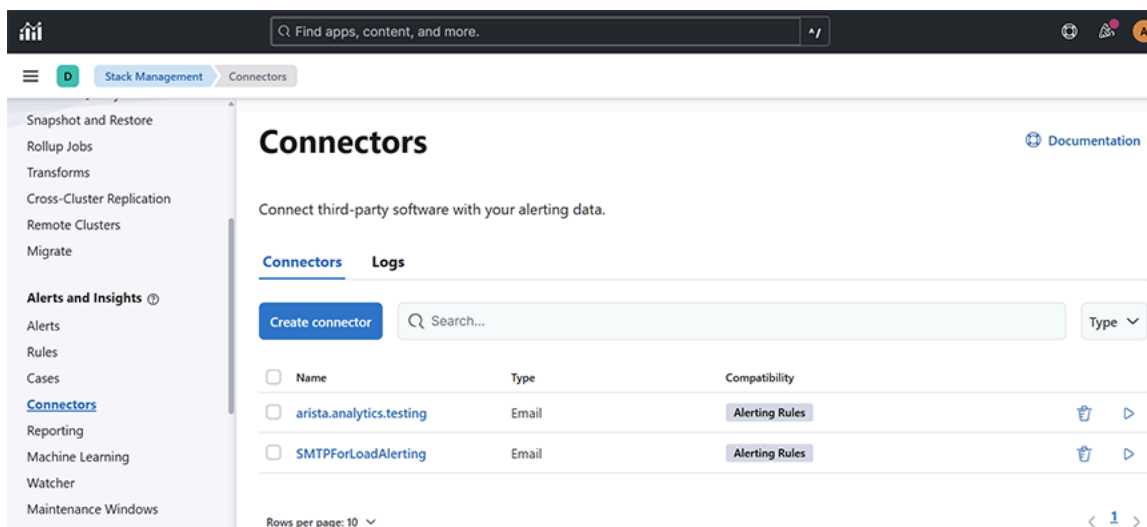 Find apps, content, and more.
^/
A
D
Stack Management
Connectors
Snapshot and Restore
Rollup Jobs
Transforms
Cross-Cluster Replication
Remote Clusters
Migrate
Alerts and Insights
Alerts
Rules
Cases
Connectors
Reporting
Machine Learning
Watcher
Maintenance Windows
Connectors
Documentation
Connect third-party software with your alerting data.
Connectors Logs
Create connector
Search...
Type
Name Type Compatibility
arista.analytics.testing Email Alerting Rules
SMTPForLoadAlerting Email Alerting Rules
Rows per page: 10
< 1 >